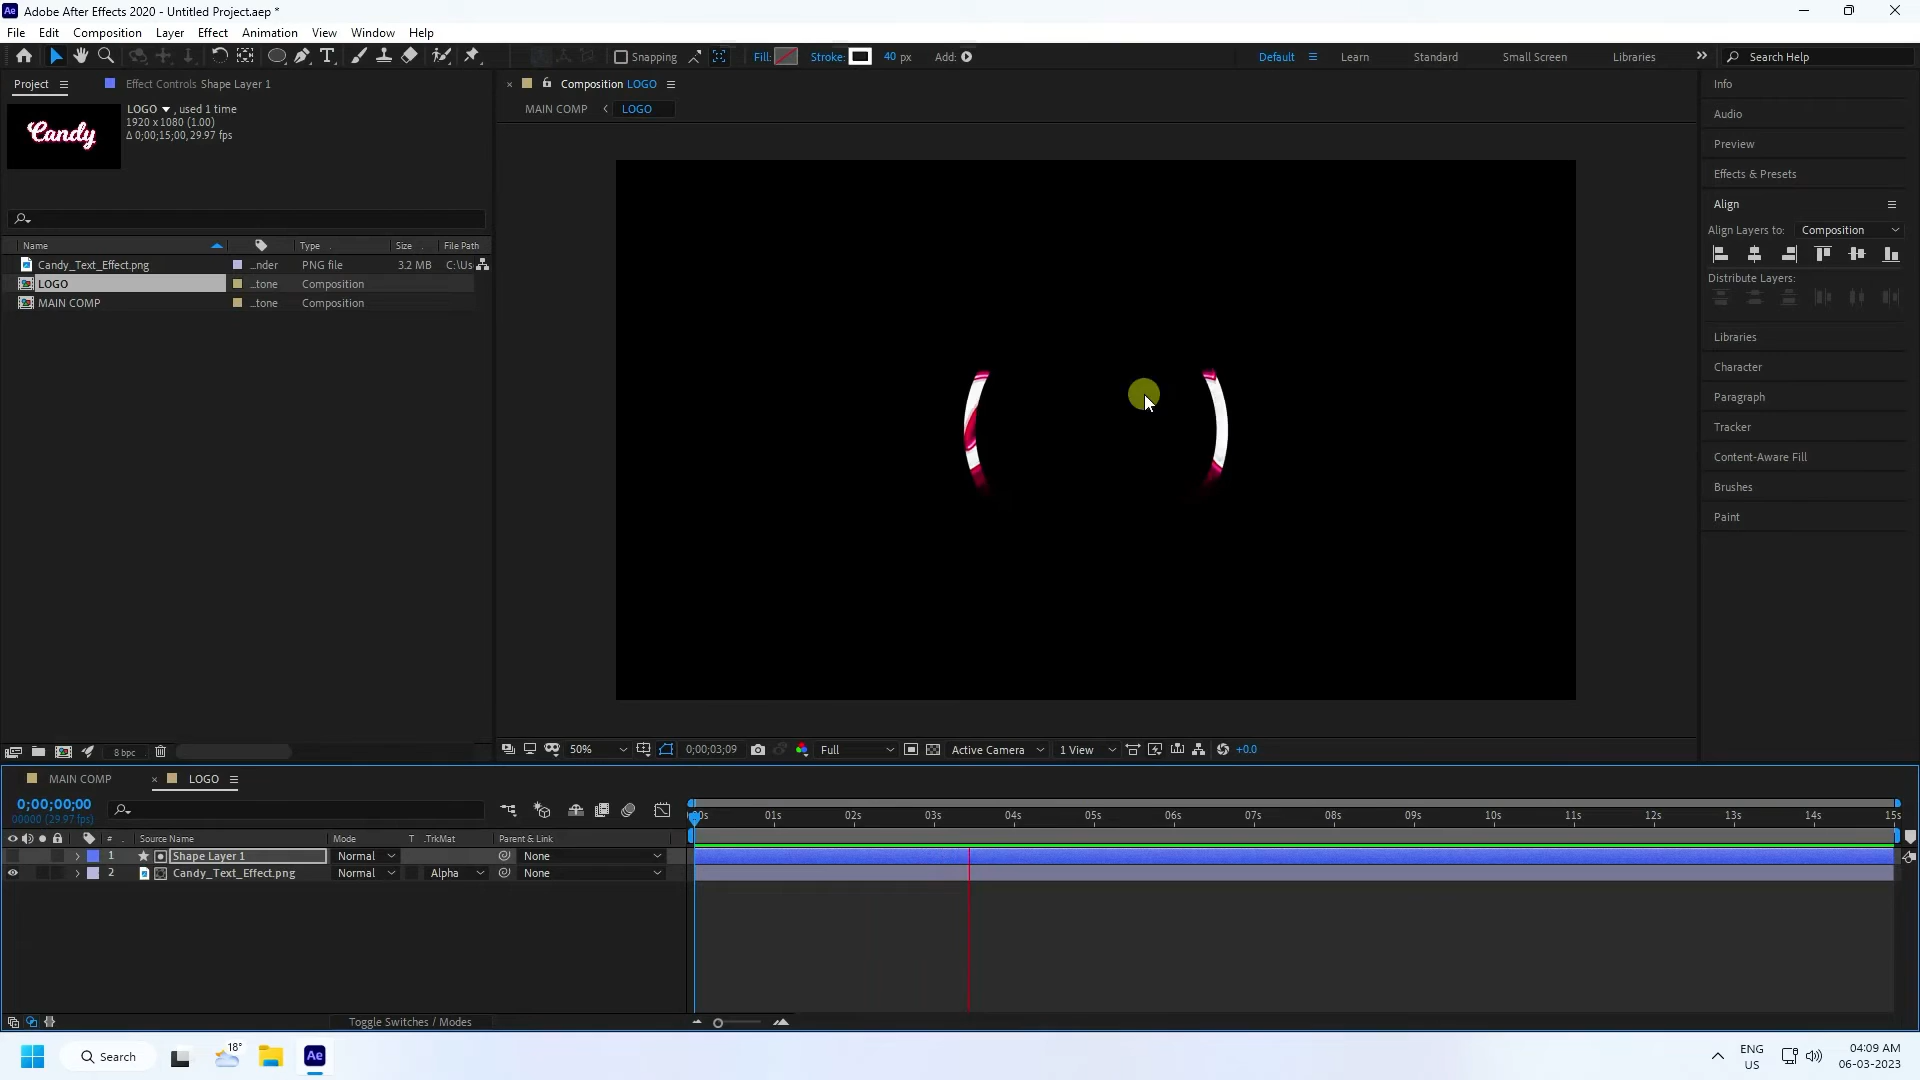 Adobe After Effects 2020 - Untitled Project.aep *
File Edit Composition Layer Effect Animation View Window Help
Snapping Fill: Stroke: 40 px Add: Default Learn Standard Small Screen Libraries Search Help
Project Effect Controls Shape Layer 1
Composition LOGO
MAIN COMP LOGO
Candy
LOGO , used 1 time
1920 x 1080 (1.00)
Δ 0;00;15;00, 29.97 fps
Name Type Size File Path
Candy_Text_Effect.png ...nder PNG file 3.2 MB C:\Us
LOGO ...tone Composition
MAIN COMP ...tone Composition
8 bpc
50% 0;00;03;09 Full Active Camera 1 View +0.0
Info
Audio
Preview
Effects & Presets
Align
Align Layers to: Composition
Distribute Layers:
Libraries
Character
Paragraph
Tracker
Content-Aware Fill
Brushes
Paint
MAIN COMP LOGO
0;00;00;00
00000 (29.97 fps)
01s 02s 03s 04s 05s 06s 07s 08s 09s 10s 11s 12s 13s 14s 15s
# Source Name Mode T .TrkMat Parent & Link
1 Shape Layer 1 Normal None
2 Candy_Text_Effect.png Normal Alpha None
Toggle Switches / Modes
Search 18° Ae ENG US 04:09 AM 06-03-2023